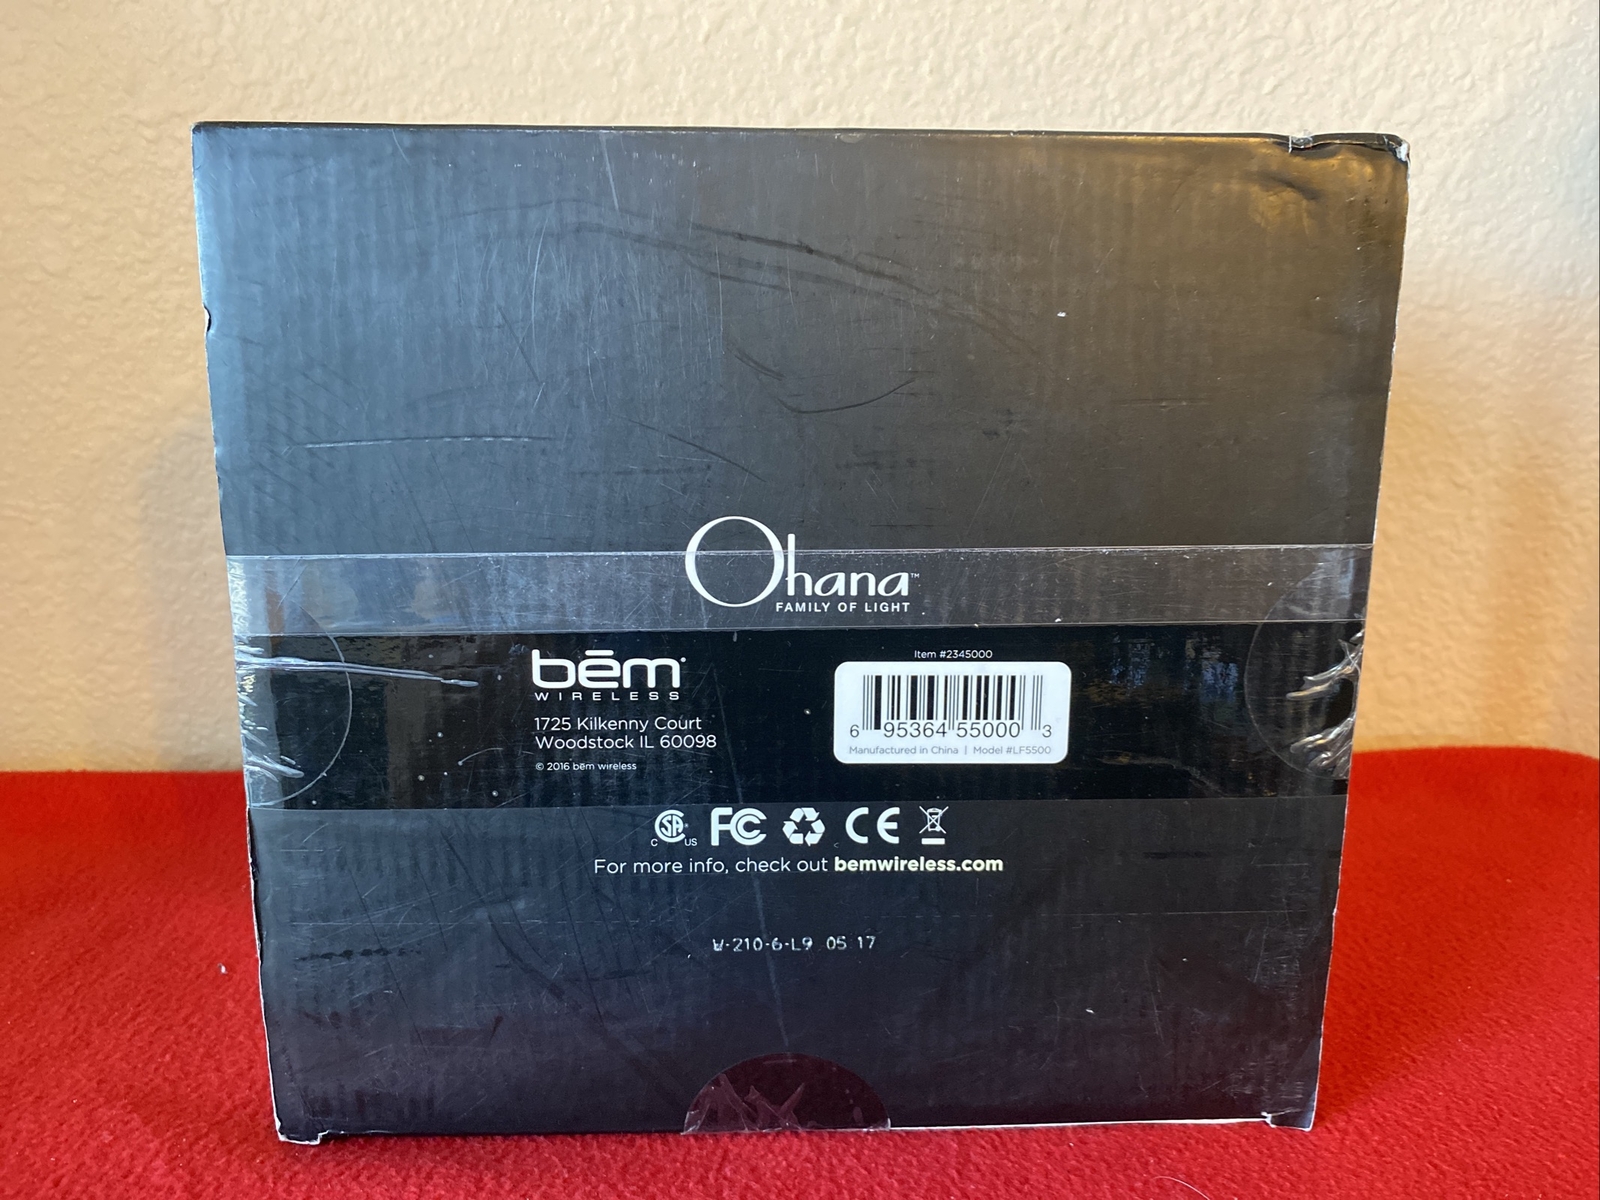 Ohana™
FAMILY OF LIGHT
bēm
WIRELESS
1725 Kilkenny Court
Woodstock IL 60098
© 2016 bēm wireless
Item #2345000
6 95364 55000 3
Manufactured in China | Model #LF5500
C SA US FC CE
For more info, check out bemwireless.com
W-210-6-L9 05 17